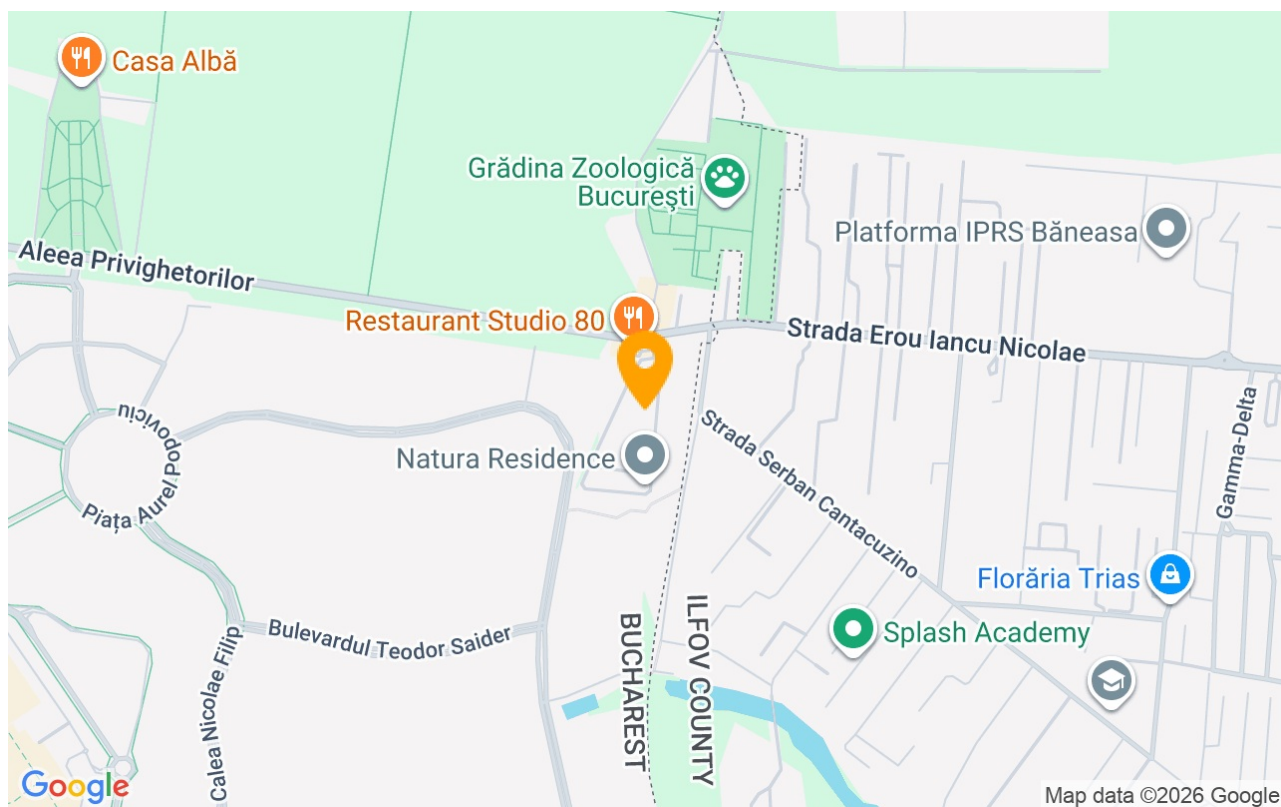 Casa Albă
Grădina Zoologică
București
Platforma IPRS Băneasa
Aleea Privighetorilor
Restaurant Studio 80
Strada Erou Iancu Nicolae
Piața Aurel Popoviciu
Natura Residence
Strada Serban Cantacuzino
Gamma-Delta
Florăria Trias
Splash Academy
Bulevardul Teodor Saider
Calea Nicolae Filip
BUCHAREST
ILFOV COUNTY
Google
Map data ©2026 Google